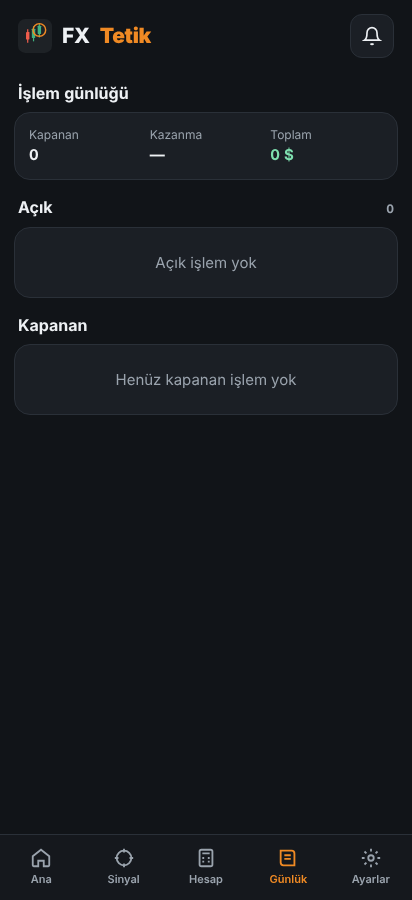 FX Tetik
İşlem günlüğü
Kapanan Kazanma Toplam
0 — 0 $
Açık 0
Açık işlem yok
Kapanan
Henüz kapanan işlem yok
Ana Sinyal Hesap Günlük Ayarlar